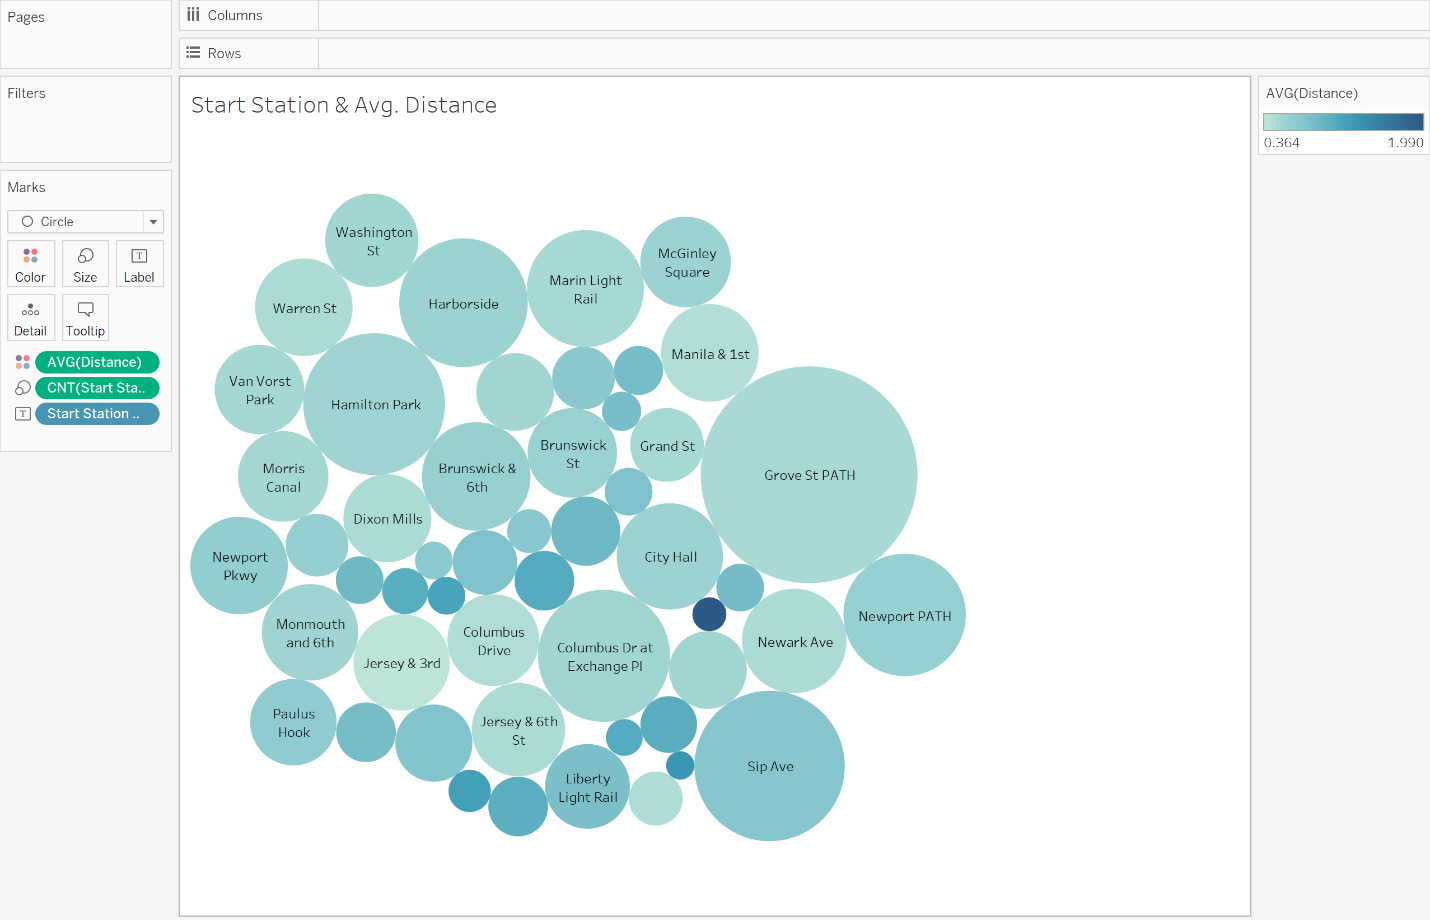 Pages
Columns
Rows
Filters
Marks
Circle
Color
Size
Label
Detail
Tooltip
AVG(Distance)
CNT(Start Sta..
Start Station ..
Start Station & Avg. Distance
Washington
St
McGinley
Square
Marin Light
Rail
Harborside
Warren St
Manila & 1st
Van Vorst
Park
Hamilton Park
Brunswick
St
Grand St
Brunswick &
6th
Grove St PATH
Morris
Canal
Dixon Mills
Newport
Pkwy
City Hall
Newport PATH
Monmouth
and 6th
Columbus
Drive
Newark Ave
Columbus Dr at
Exchange Pl
Jersey & 3rd
Paulus
Hook
Jersey & 6th
St
Sip Ave
Liberty
Light Rail
AVG(Distance)
0.364
1.990